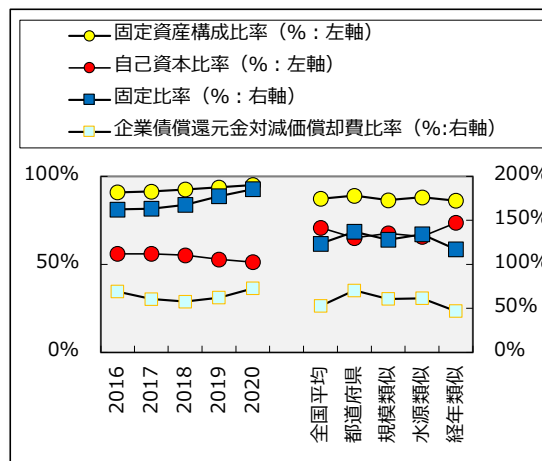 固定資産構成比率（%：左軸）
自己資本比率（%：左軸）
固定比率（%：右軸）
企業債償還元金対減価償却費比率（%:右軸）
100%
200%
150%
50%
100%
50%
0%
0%
2016
2017
2018
2019
2020
全国平均
都道府県
規模類似
水源類似
経年類似